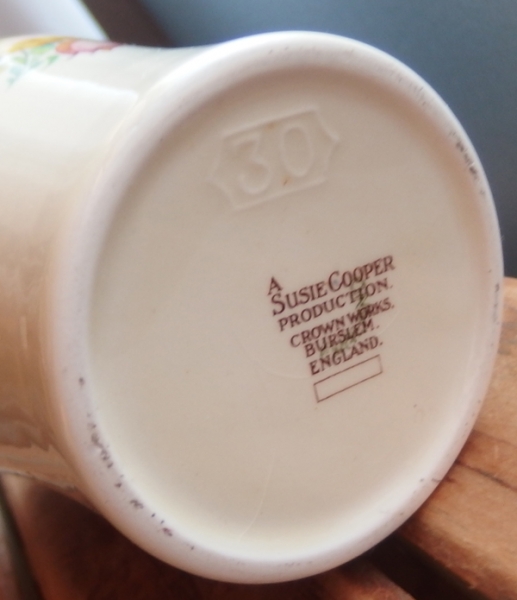 30
A
SUSIE COOPER
PRODUCTION.
CROWN WORKS.
BURSLEM.
ENGLAND.